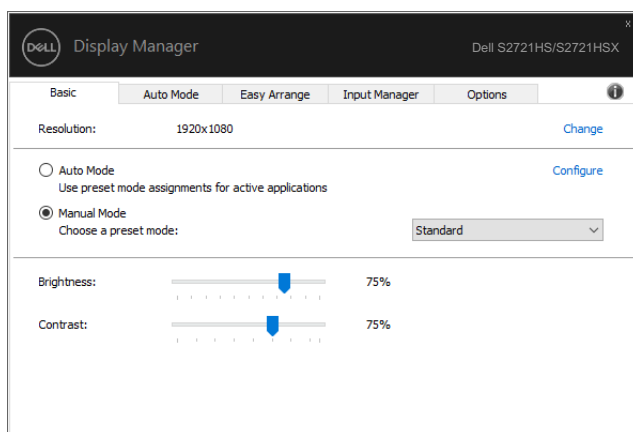 x
DELL Display Manager Dell S2721HS/S2721HSX
Basic Auto Mode Easy Arrange Input Manager Options i
Resolution: 1920x1080 Change
Auto Mode Configure
Use preset mode assignments for active applications
Manual Mode
Choose a preset mode: Standard
Brightness: 75%
Contrast: 75%